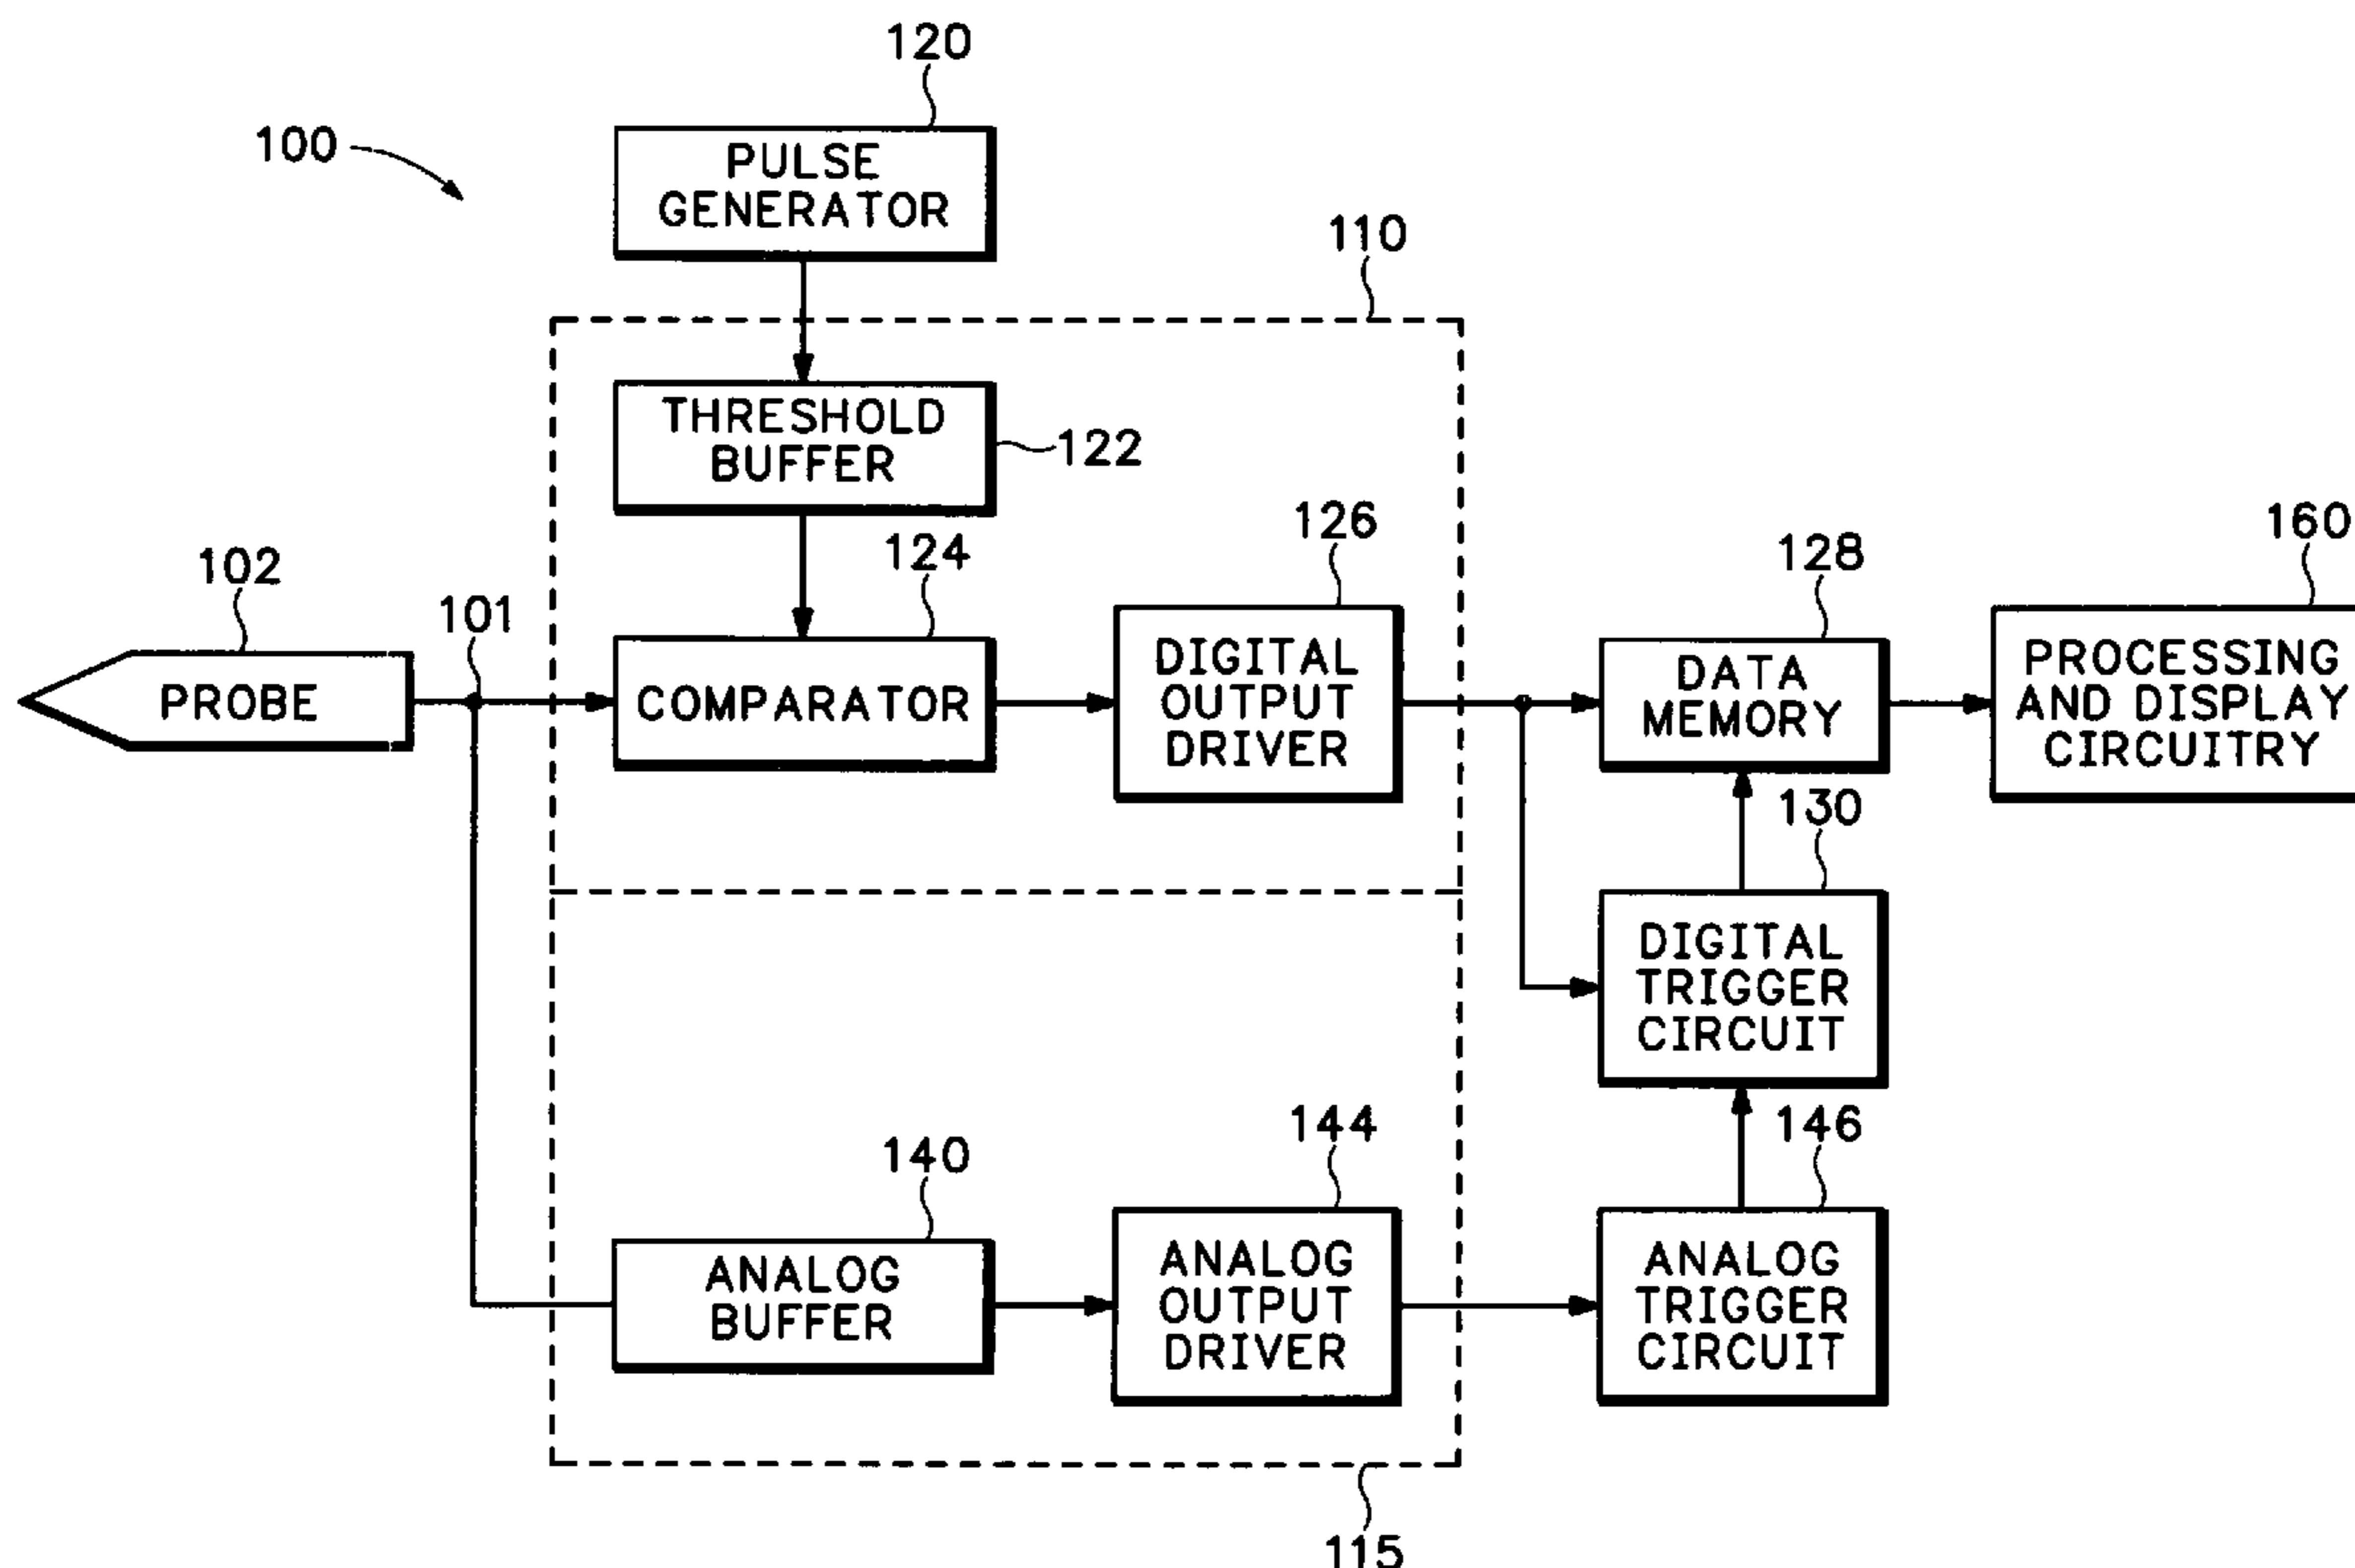 120
100
PULSE
GENERATOR
110
THRESHOLD
BUFFER
122
126
160
124
128
102
101
PROBE
COMPARATOR
DIGITAL
OUTPUT
DRIVER
DATA
MEMORY
PROCESSING
AND DISPLAY
CIRCUITRY
130
DIGITAL
TRIGGER
CIRCUIT
140
144
146
ANALOG
BUFFER
ANALOG
OUTPUT
DRIVER
ANALOG
TRIGGER
CIRCUIT
115